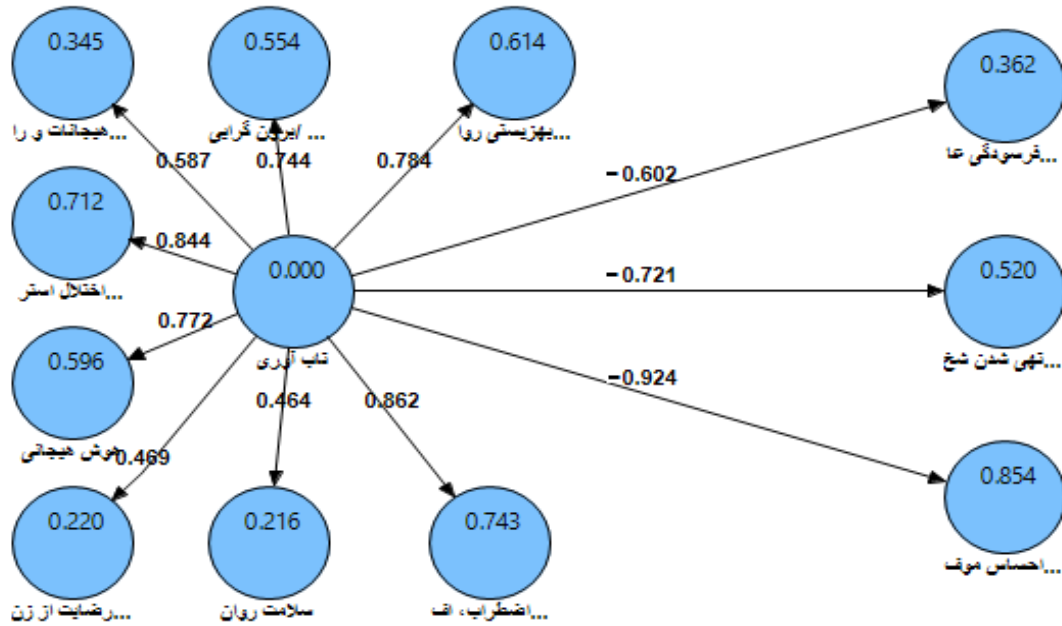 0.345
هیجانات و را...
0.554
برون گرایی/ ...
0.614
بهزیستی روا...
0.362
فرسودگی عا...
0.587
0.744
0.784
−0.602
0.712
اختلال استر...
0.844
0.000
تاب آوری
−0.721
0.520
تهی شدن شخ...
0.772
0.596
هوش هیجانی
0.469
0.464
0.862
−0.924
0.854
احساس موف...
0.220
رضایت از زن...
0.216
سلامت روان
0.743
اضطراب، اف...